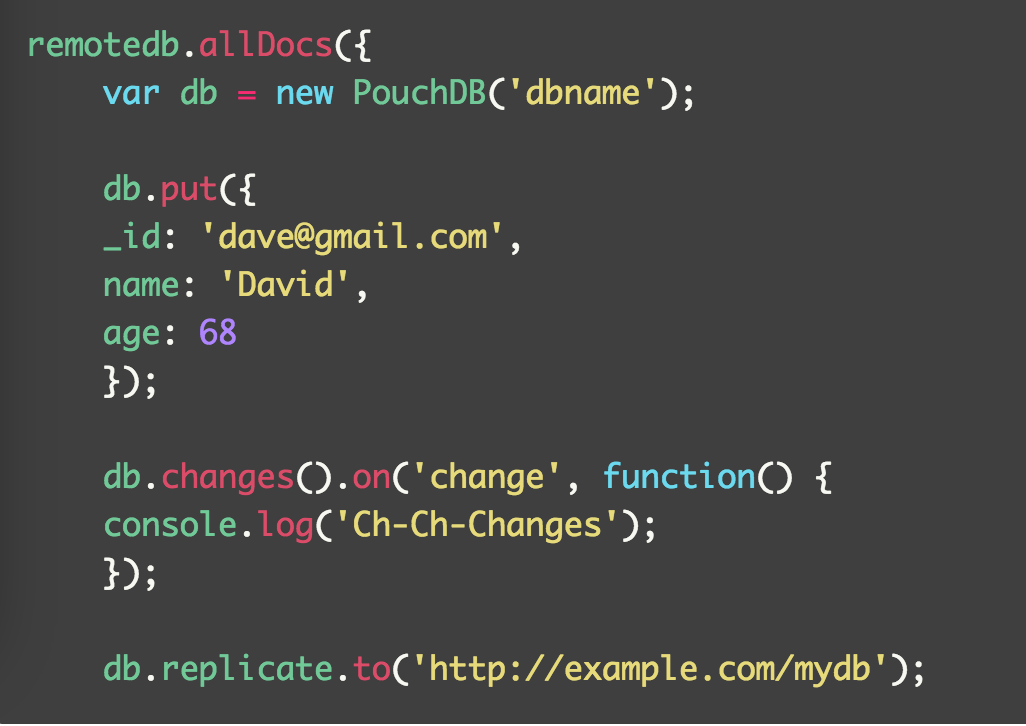 remotedb.allDocs({
var db = new PouchDB('dbname');
db.put({
_id: 'dave@gmail.com',
name: 'David',
age: 68
});
db.changes().on('change', function() {
console.log('Ch-Ch-Changes');
});
db.replicate.to('http://example.com/mydb');